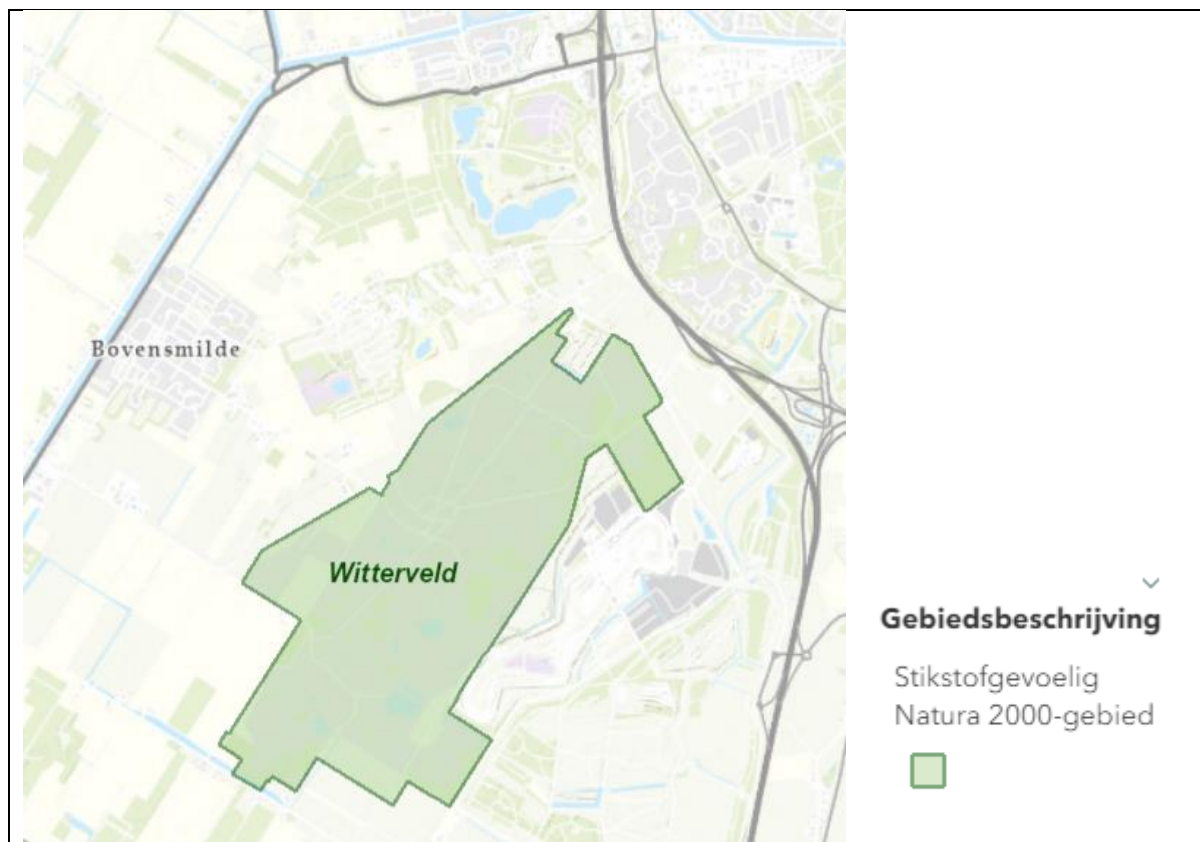 Bovensmilde
Witterveld
Gebiedsbeschrijving
Stikstofgevoelig
Natura 2000-gebied